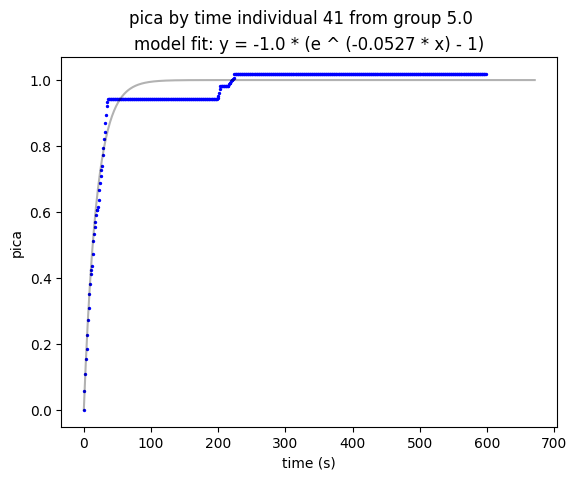 pica by time individual 41 from group 5.0
model fit: y = -1.0 * (e ^ (-0.0527 * x) - 1)
1.0
0.8
0.6
0.4
0.2
0.0
pica
0 100 200 300 400 500 600 700
time (s)